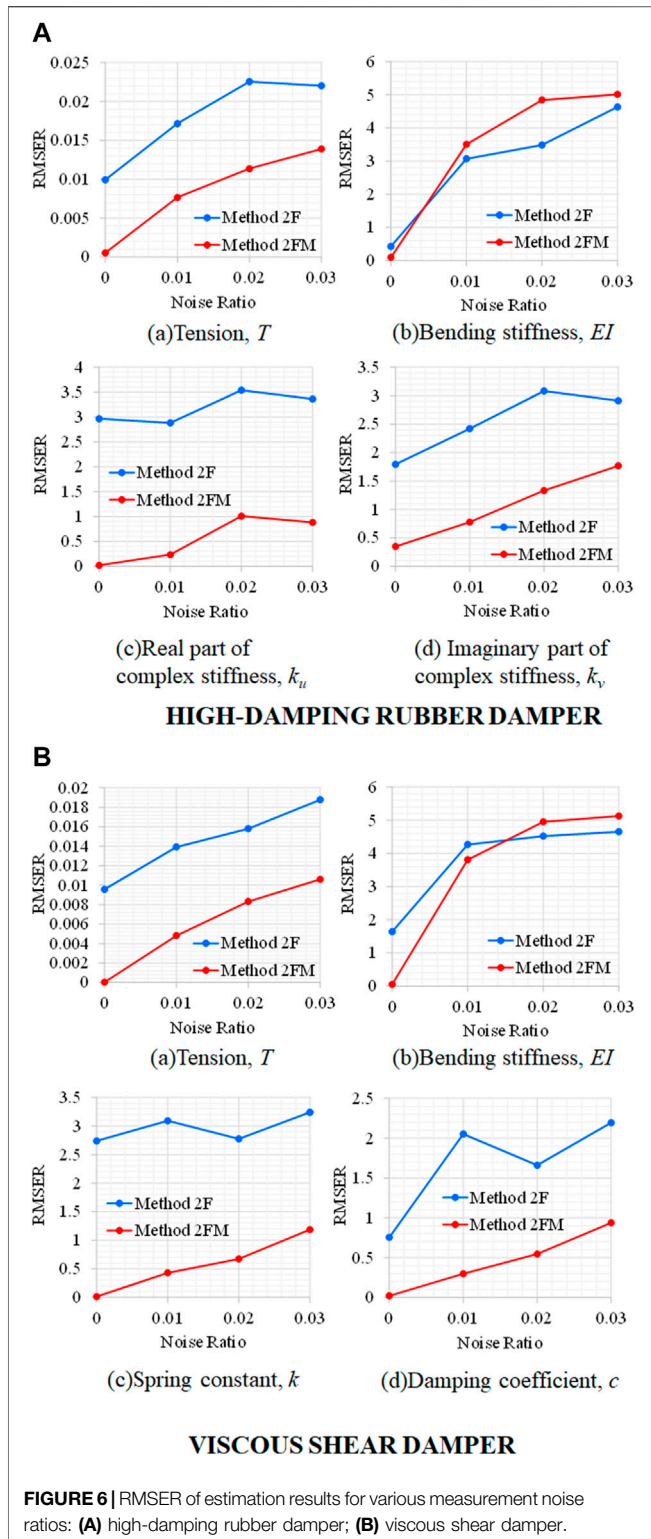 A
0.025
0.02
0.015
0.01
0.005
0
RMSER
Method 2F
Method 2FM
0 0.01 0.02 0.03
Noise Ratio
(a)Tension, T
6
5
4
3
2
1
0
RMSER
Method 2F
Method 2FM
0 0.01 0.02 0.03
Noise Ratio
(b)Bending stiffness, EI
4
3.5
3
2.5
2
1.5
1
0.5
0
RMSER
Method 2F
Method 2FM
0 0.01 0.02 0.03
Noise Ratio
(c)Real part of
complex stiffness, ku
3.5
3
2.5
2
1.5
1
0.5
0
RMSER
Method 2F
Method 2FM
0 0.01 0.02 0.03
Noise Ratio
(d) Imaginary part of
complex stiffness, kv
HIGH-DAMPING RUBBER DAMPER
B
0.02
0.018
0.016
0.014
0.012
0.01
0.008
0.006
0.004
0.002
0
RMSER
Method 2F
Method 2FM
0 0.01 0.02 0.03
Noise Ratio
(a)Tension, T
6
5
4
3
2
1
0
RMSER
Method 2F
Method 2FM
0 0.01 0.02 0.03
Noise Ratio
(b)Bending stiffness, EI
3.5
3
2.5
2
1.5
1
0.5
0
RMSER
Method 2F
Method 2FM
0 0.01 0.02 0.03
Noise Ratio
(c)Spring constant, k
2.5
2
1.5
1
0.5
0
RMSER
Method 2F
Method 2FM
0 0.01 0.02 0.03
Noise Ratio
(d)Damping coefficient, c
VISCOUS SHEAR DAMPER
FIGURE 6 | RMSER of estimation results for various measurement noise
ratios: (A) high-damping rubber damper; (B) viscous shear damper.